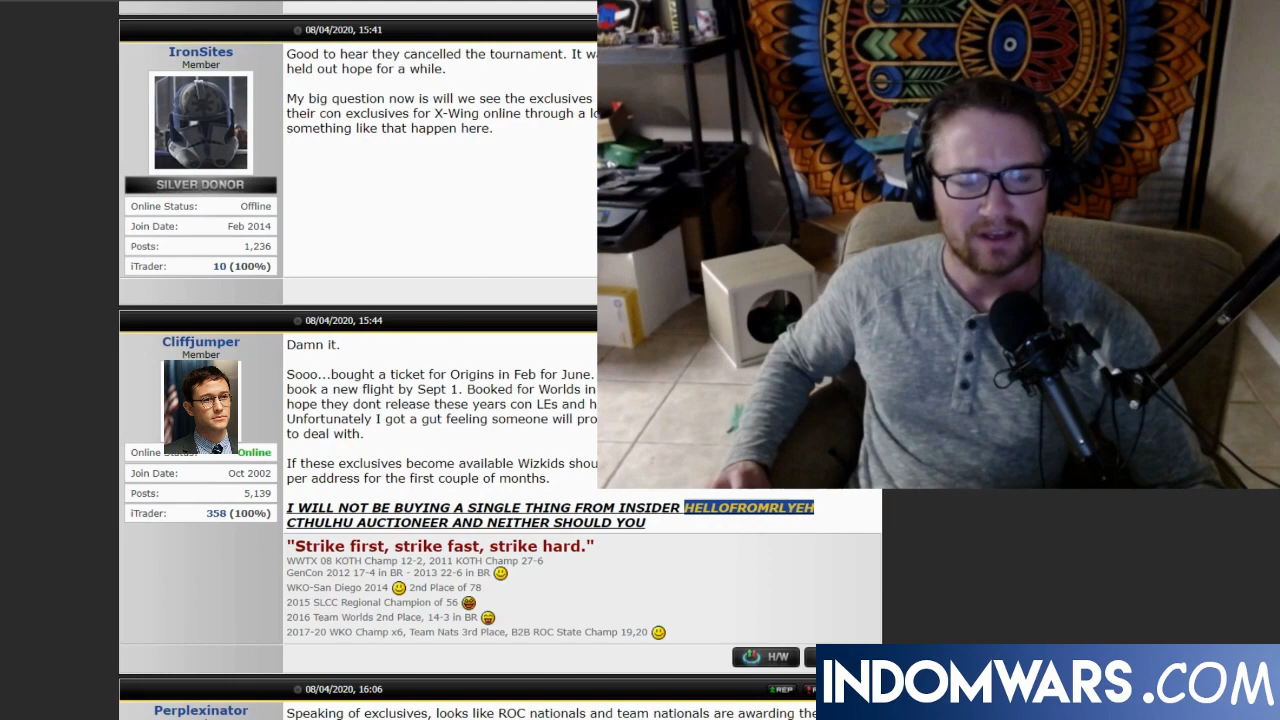 08/04/2020, 15:41
IronSites
Member
SILVER DONOR
Online Status: Offline
Join Date: Feb 2014
Posts: 1,236
iTrader: 10 (100%)
Good to hear they cancelled the tournament. It
held out hope for a while.
My big question now is will we see the exclusives
their con exclusives for X-Wing online through a
something like that happen here.
08/04/2020, 15:44
Cliffjumper
Member
Online Online
Join Date: Oct 2002
Posts: 5,139
iTrader: 358 (100%)
Damn it.
Sooo...bought a ticket for Origins in Feb for June.
book a new flight by Sept 1. Booked for Worlds in
hope they dont release these years con LEs and
Unfortunately I got a gut feeling someone will
to deal with.
If these exclusives become available Wizkids
per address for the first couple of months.
I WILL NOT BE BUYING A SINGLE THING FROM INSIDER HELLOFROMRLYEH
CTHULHU AUCTIONEER AND NEITHER SHOULD YOU
"Strike first, strike fast, strike hard."
WWTX 08 KOTH Champ 12-2, 2011 KOTH Champ 27-6
GenCon 2012 17-4 in BR - 2013 22-6 in BR
WKO-San Diego 2014 2nd Place of 78
2015 SLCC Regional Champion of 56
2016 Team Worlds 2nd Place, 14-3 in BR
2017-20 WKO Champ x6, Team Nats 3rd Place, B2B ROC State Champ 19,20
H/W
08/04/2020, 16:06
REP
Perplexinator
Speaking of exclusives, looks like ROC nationals and team nationals are awarding
INDOMWARS.COM